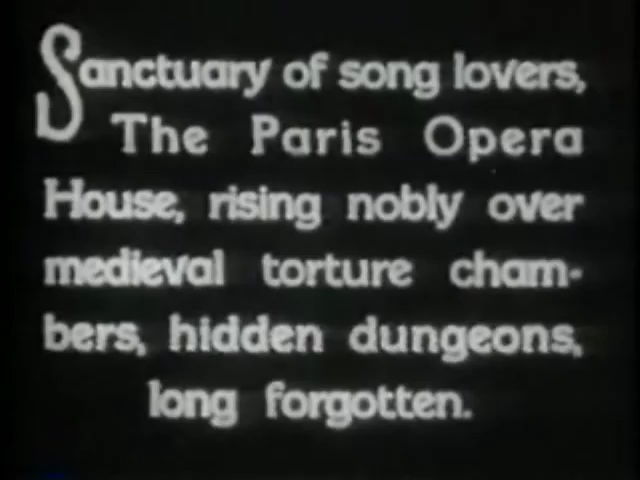 Sanctuary of song lovers,
The Paris Opera
House, rising nobly over
medieval torture cham-
bers, hidden dungeons,
long forgotten.